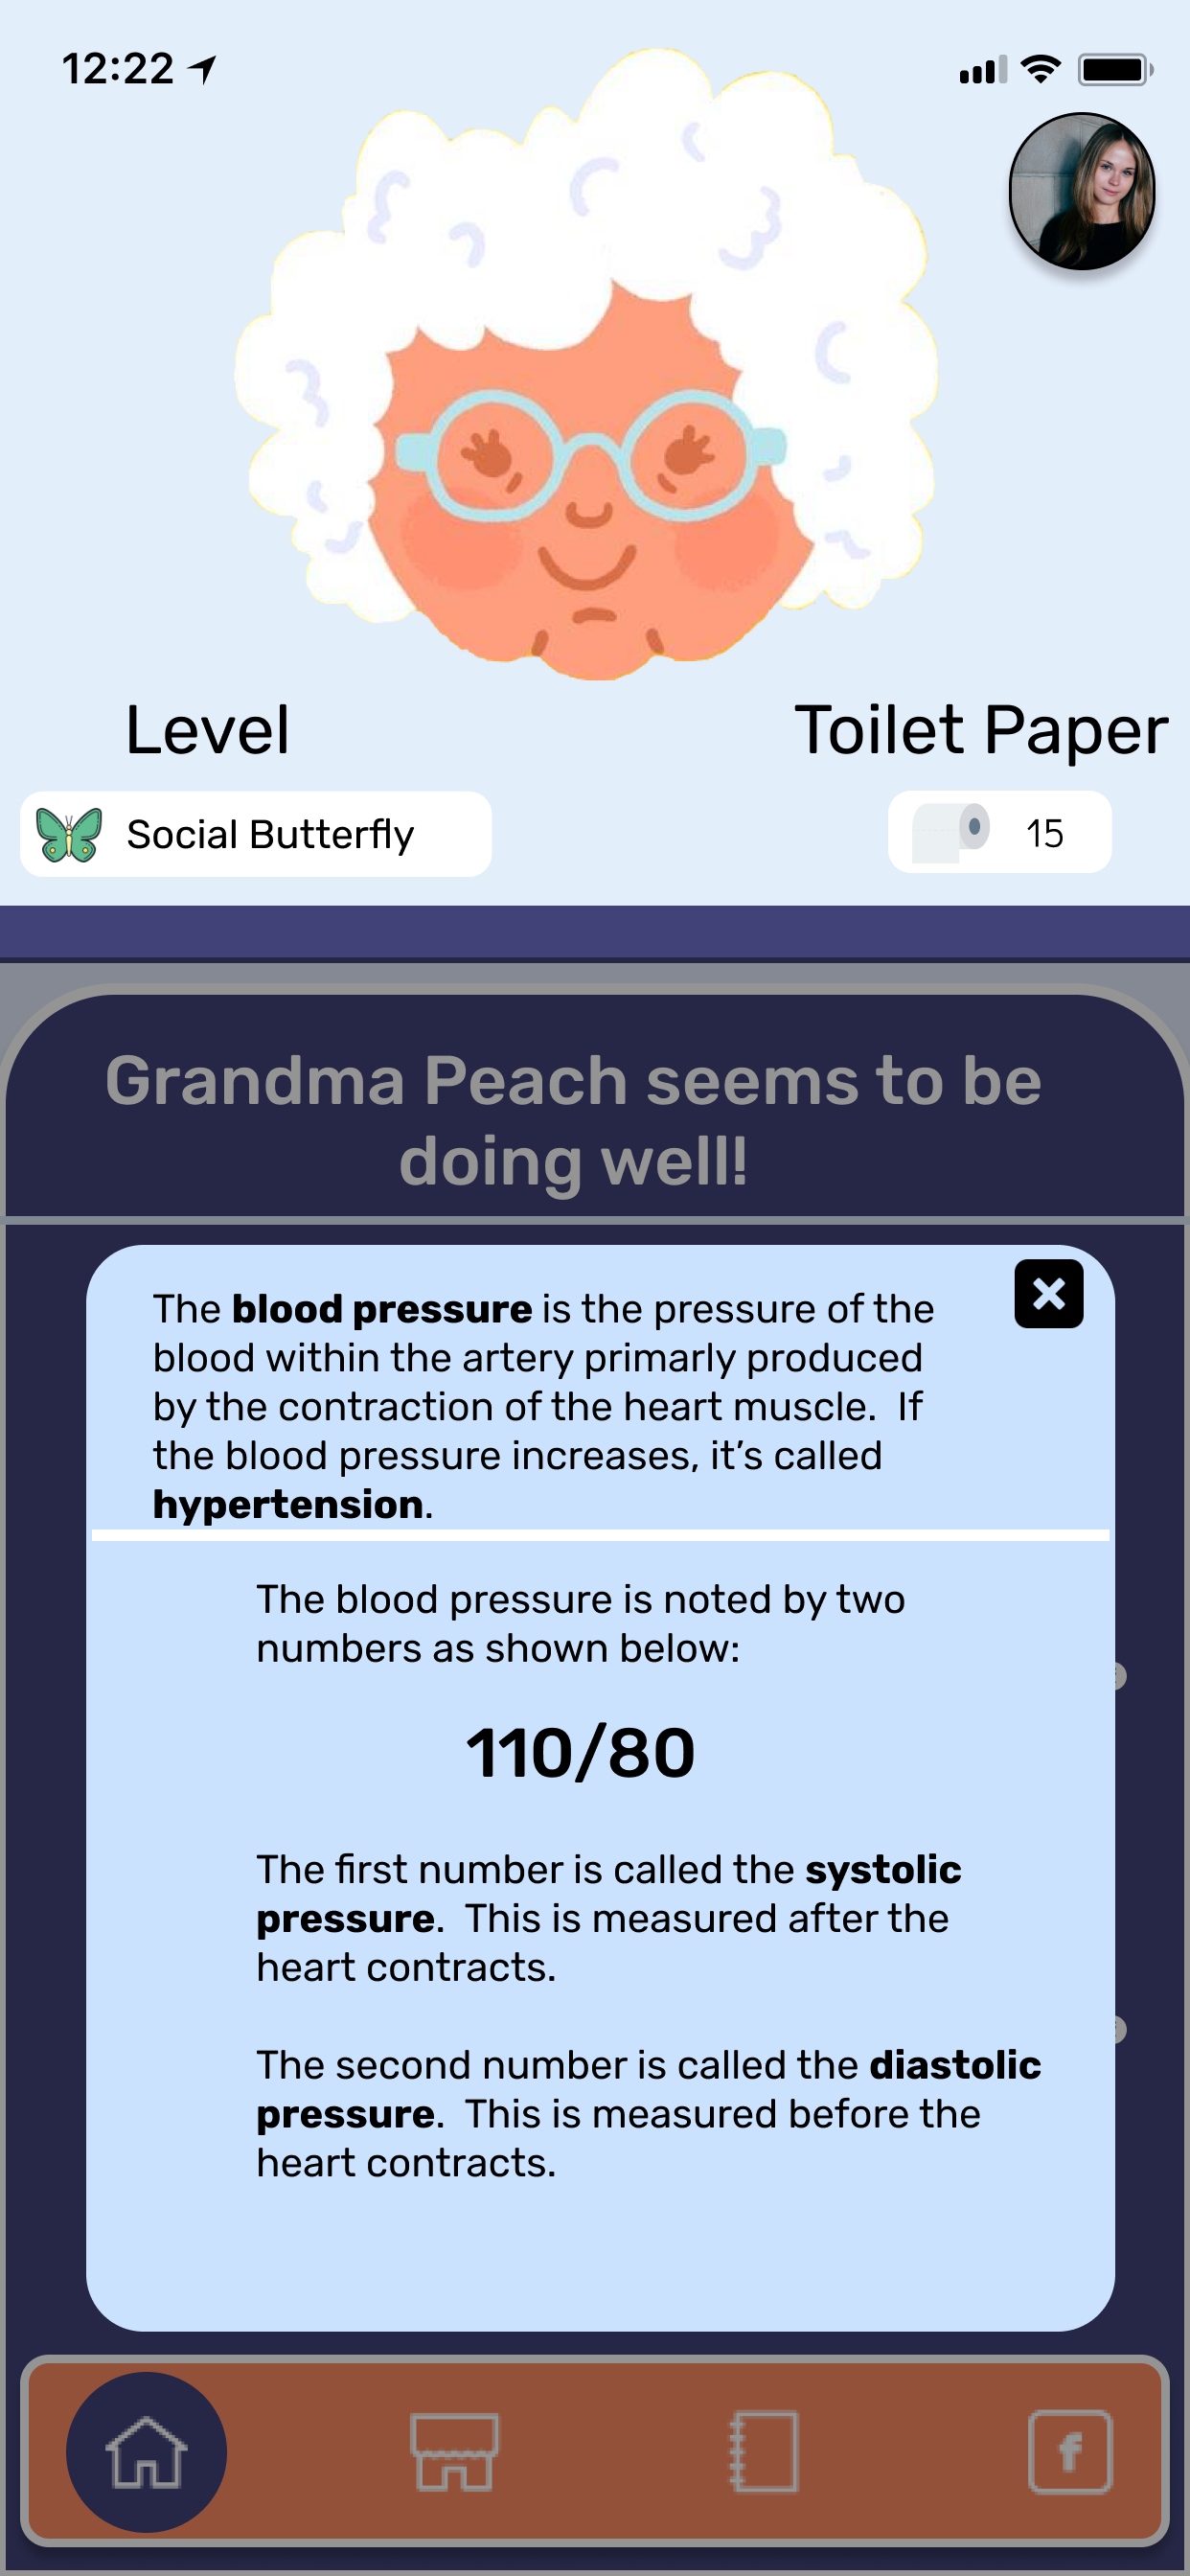 12:22
Level
Toilet Paper
Social Butterfly
15
Grandma Peach seems to be
doing well!
The blood pressure is the pressure of the
blood within the artery primarly produced
by the contraction of the heart muscle.  If
the blood pressure increases, it’s called
hypertension.
The blood pressure is noted by two
numbers as shown below:
110/80
The first number is called the systolic
pressure.  This is measured after the
heart contracts.
The second number is called the diastolic
pressure.  This is measured before the
heart contracts.
f